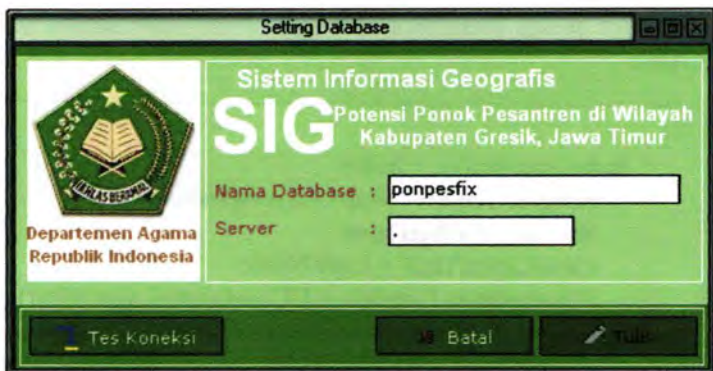 Setting Database
Sistem Informasi Geografis
SIG Potensi Ponok Pesantren di Wilayah
Kabupaten Gresik, Jawa Timur
IKHLAS BERAMAL
Departemen Agama
Republik Indonesia
Nama Database : ponpesfix
Server : .
Tes Koneksi
Batal
Tulis